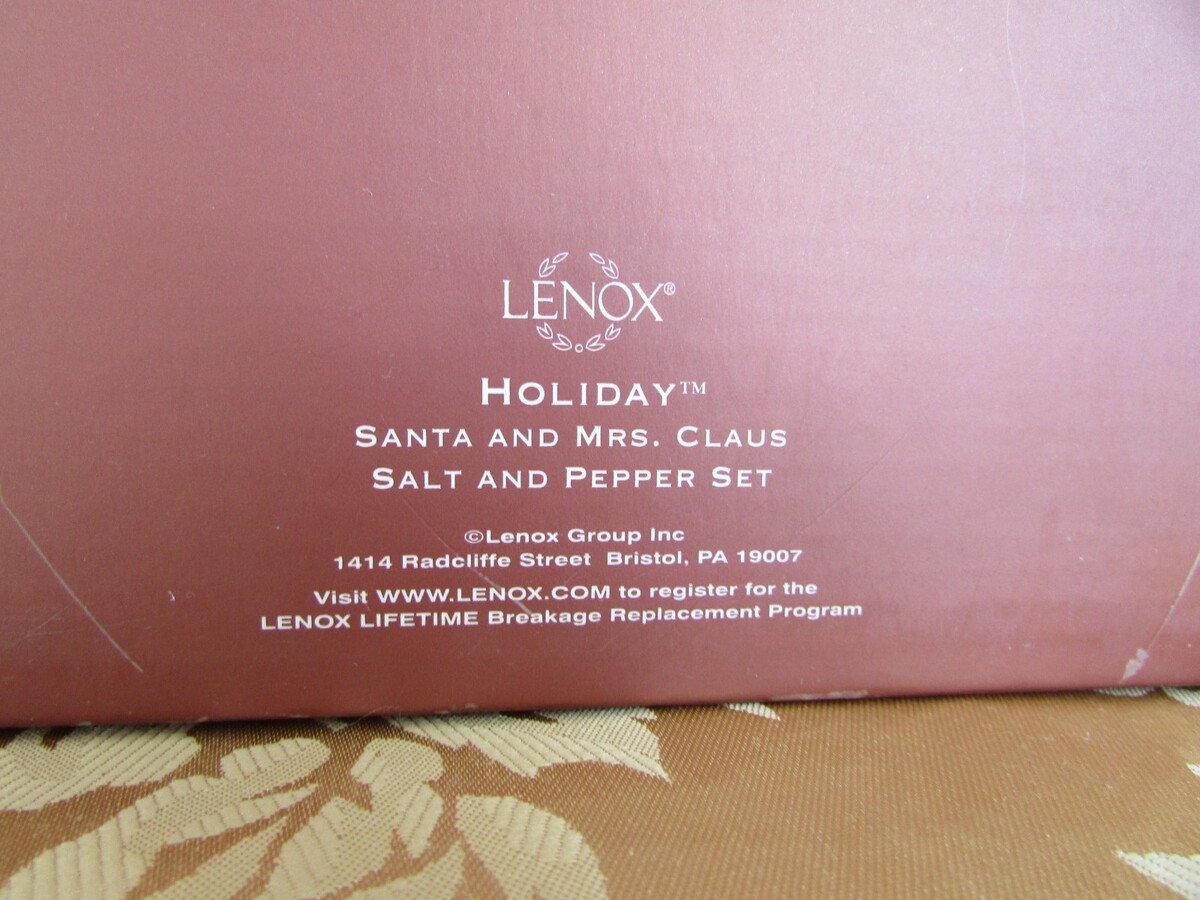 LENOX®
HOLIDAY™
SANTA AND MRS. CLAUS
SALT AND PEPPER SET
©Lenox Group Inc
1414 Radcliffe Street Bristol, PA 19007
Visit WWW.LENOX.COM to register for the
LENOX LIFETIME Breakage Replacement Program